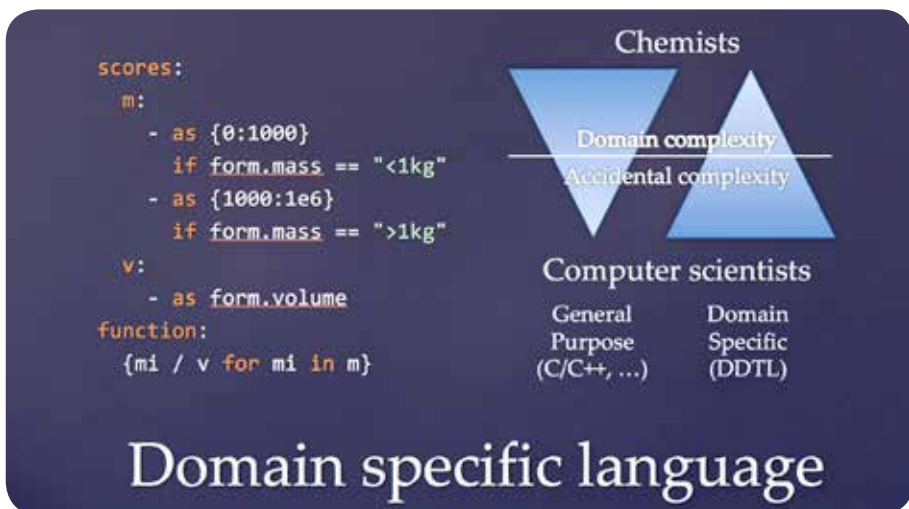 scores:
m:
- as {0:1000}
if form.mass == "<1kg"
- as {1000:1e6}
if form.mass == ">1kg"
v:
- as form.volume
function:
{mi / v for mi in m}
Chemists
Domain complexity
Accidental complexity
Computer scientists
General
Purpose
(C/C++, ...)
Domain
Specific
(DDTL)
Domain specific language